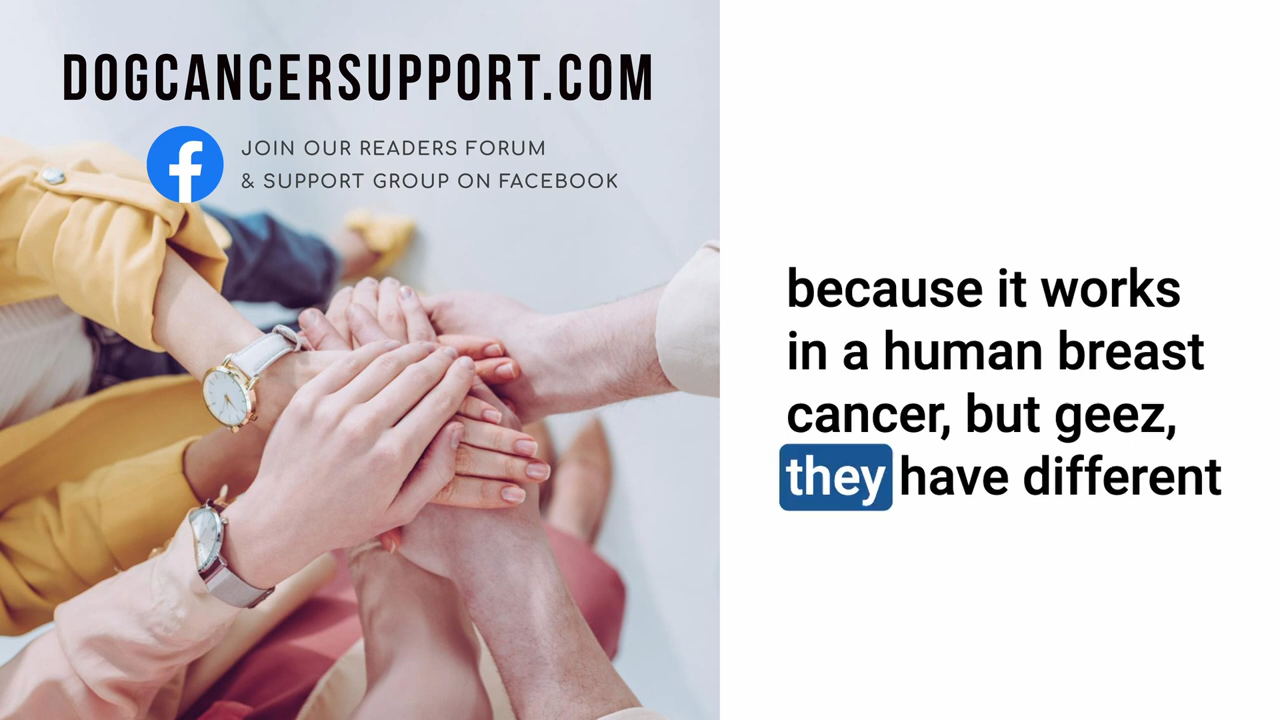 DOGCANCERSUPPORT.COM
JOIN OUR READERS FORUM
& SUPPORT GROUP ON FACEBOOK
because it works
in a human breast
cancer, but geez,
they have different